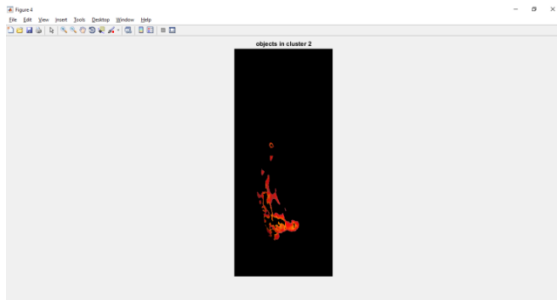 Figure 4
File Edit View Insert Tools Desktop Window Help
objects in cluster 2